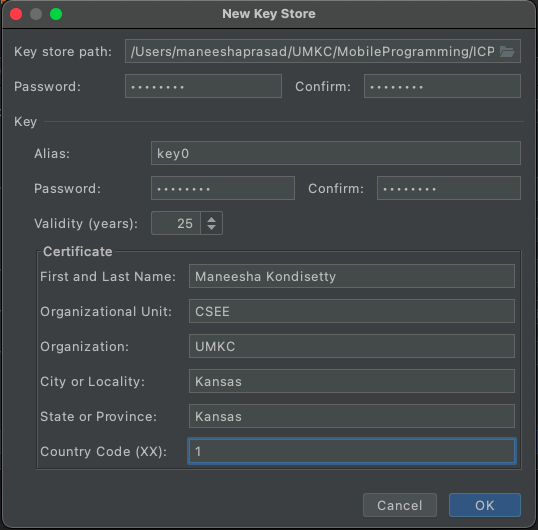 New Key Store
Key store path: /Users/maneeshaprasad/UMKC/MobileProgramming/ICP
Password: •••••••• Confirm: ••••••••
Key
Alias: key0
Password: •••••••• Confirm: ••••••••
Validity (years): 25
Certificate
First and Last Name: Maneesha Kondisetty
Organizational Unit: CSEE
Organization: UMKC
City or Locality: Kansas
State or Province: Kansas
Country Code (XX): 1
Cancel OK